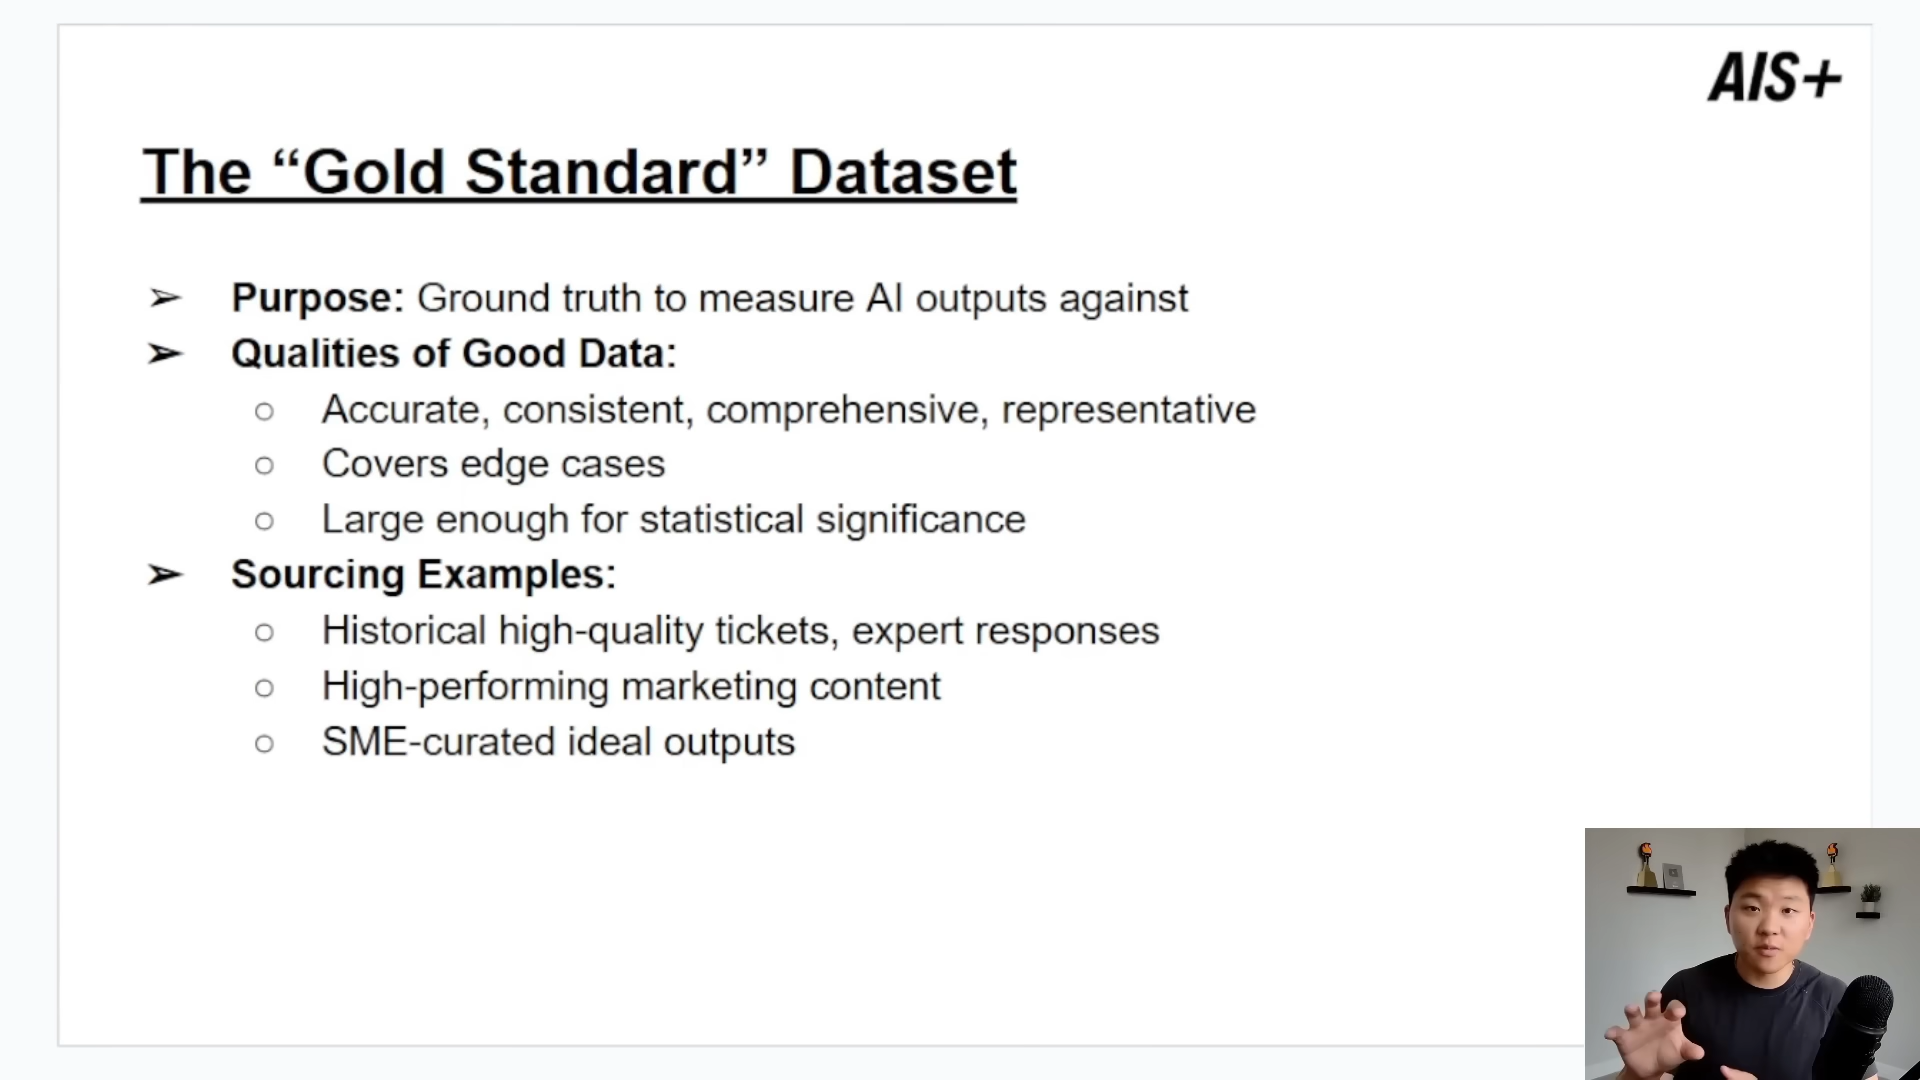 AIS+
The “Gold Standard” Dataset
➢ Purpose: Ground truth to measure AI outputs against
➢ Qualities of Good Data:
○ Accurate, consistent, comprehensive, representative
○ Covers edge cases
○ Large enough for statistical significance
➢ Sourcing Examples:
○ Historical high-quality tickets, expert responses
○ High-performing marketing content
○ SME-curated ideal outputs